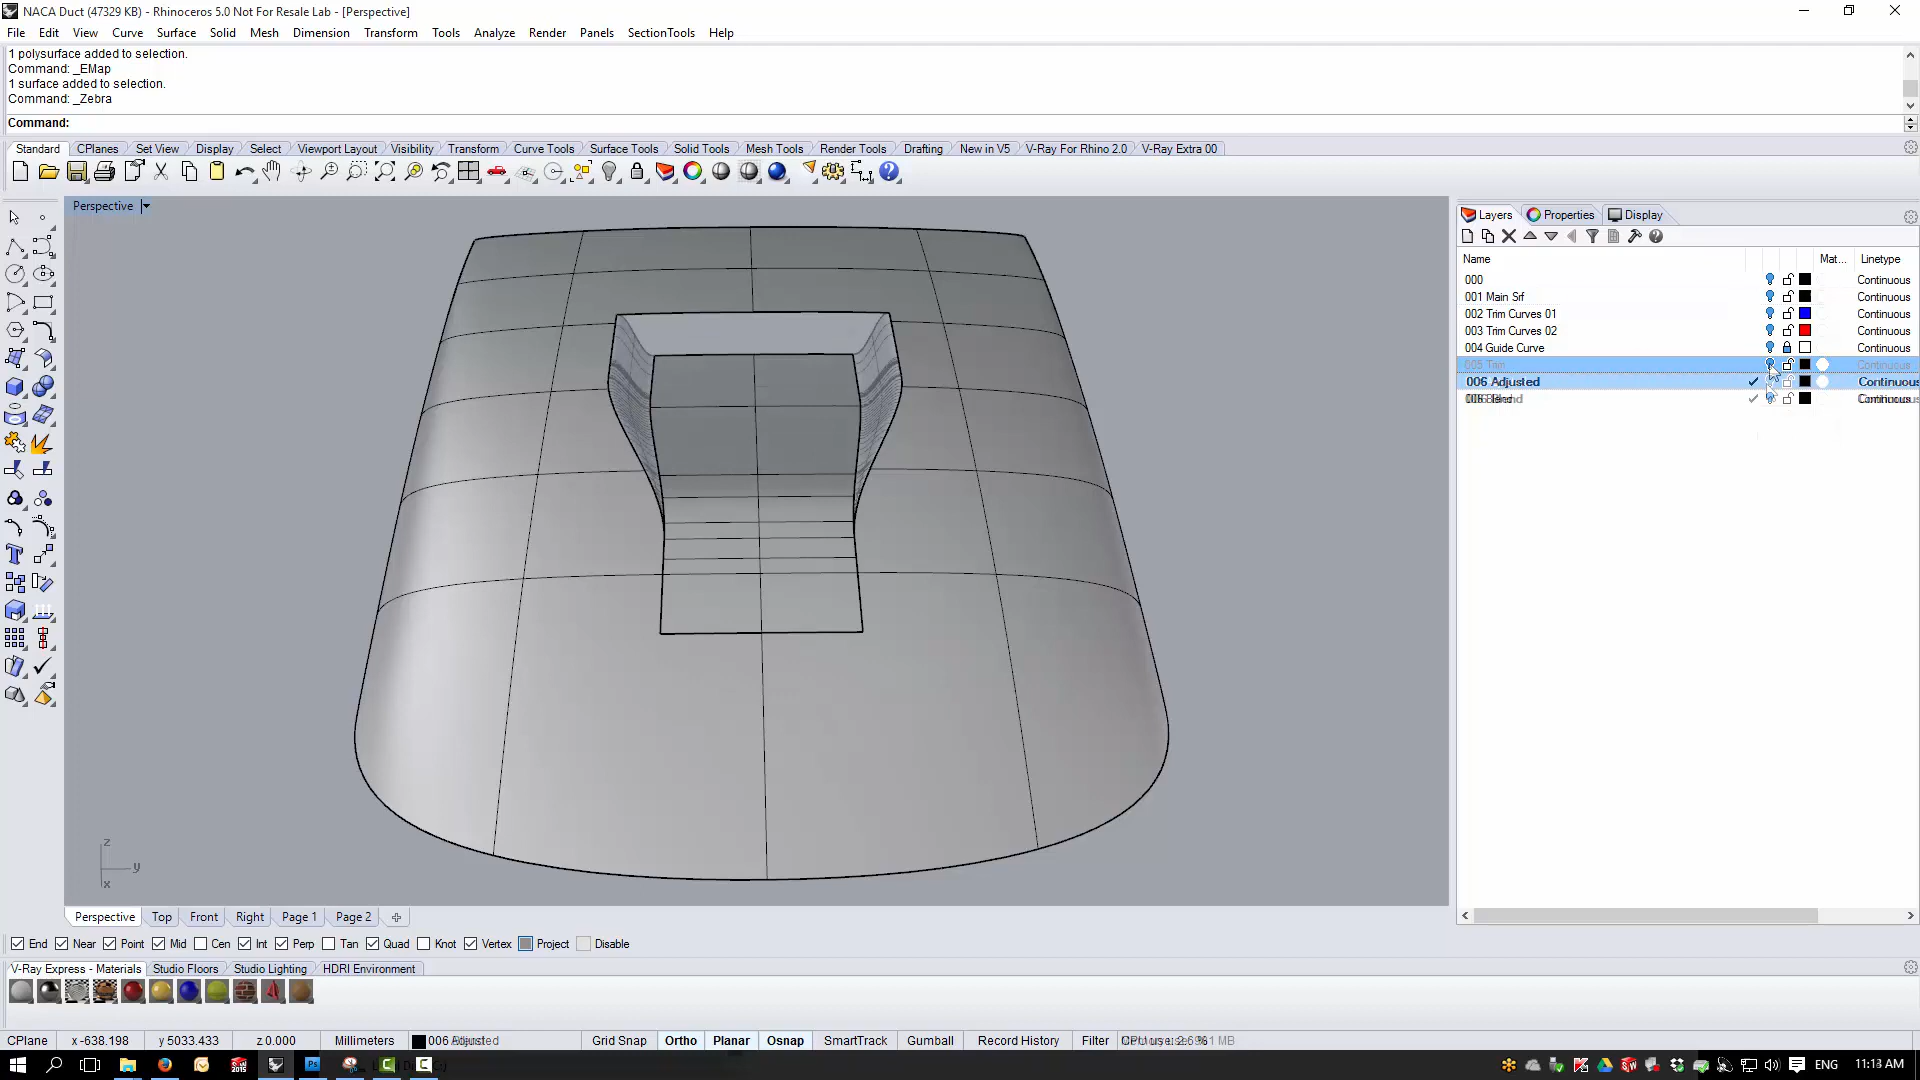 NACA Duct (47329 KB) - Rhinoceros 5.0 Not For Resale Lab - [Perspective]
File Edit View Curve Surface Solid Mesh Dimension Transform Tools Analyze Render Panels SectionTools Help
1 polysurface added to selection.
Command: _EMap
1 surface added to selection.
Command: _Zebra
Command:
Standard CPlanes Set View Display Select Viewport Layout Visibility Transform Curve Tools Surface Tools Solid Tools Mesh Tools Render Tools Drafting New in V5 V-Ray For Rhino 2.0 V-Ray Extra 00
Perspective
Layers Properties Display
Name Mat... Linetype
000 Continuous
001 Main Srf Continuous
002 Trim Curves 01 Continuous
003 Trim Curves 02 Continuous
004 Guide Curve Continuous
005 Trim Continuous
006 Adjusted Continuous
z
y
x
Perspective Top Front Right Page 1 Page 2
End Near Point Mid Cen Int Perp Tan Quad Knot Vertex Project Disable
V-Ray Express - Materials Studio Floors Studio Lighting HDRI Environment
CPlane x -638.198 y 5033.433 z 0.000 Millimeters 006 Grid Snap Ortho Planar Osnap SmartTrack Gumball Record History Filter
ENG 11:13 AM